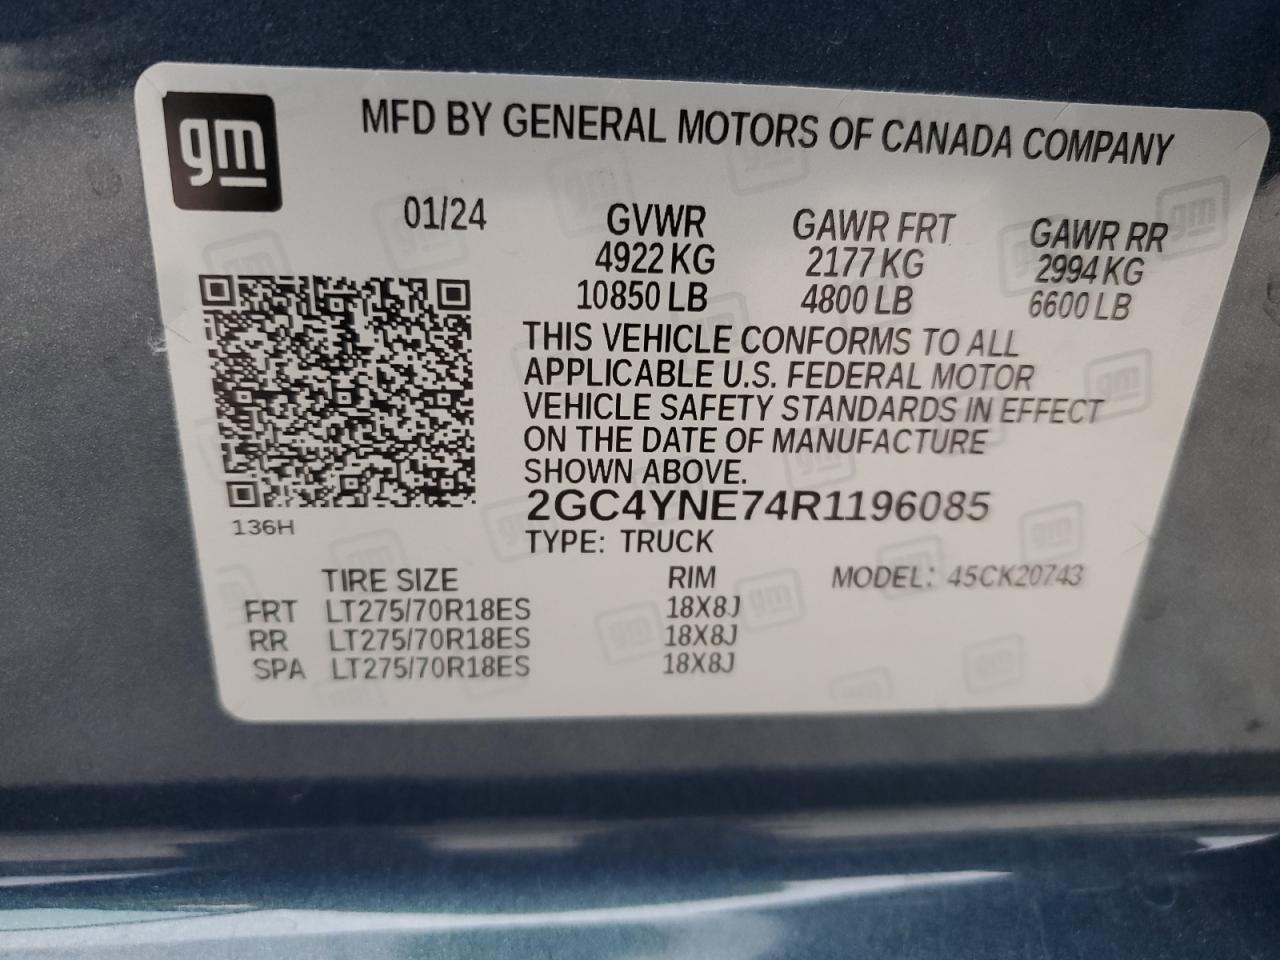 gm
MFD BY GENERAL MOTORS OF CANADA COMPANY
01/24 GVWR GAWR FRT GAWR RR
4922 KG 2177 KG 2994 KG
10850 LB 4800 LB 6600 LB
THIS VEHICLE CONFORMS TO ALL
APPLICABLE U.S. FEDERAL MOTOR
VEHICLE SAFETY STANDARDS IN EFFECT
ON THE DATE OF MANUFACTURE
SHOWN ABOVE.
2GC4YNE74R1196085
136H
TYPE: TRUCK
TIRE SIZE RIM MODEL: 45CK20743
FRT LT275/70R18ES 18X8J
RR LT275/70R18ES 18X8J
SPA LT275/70R18ES 18X8J